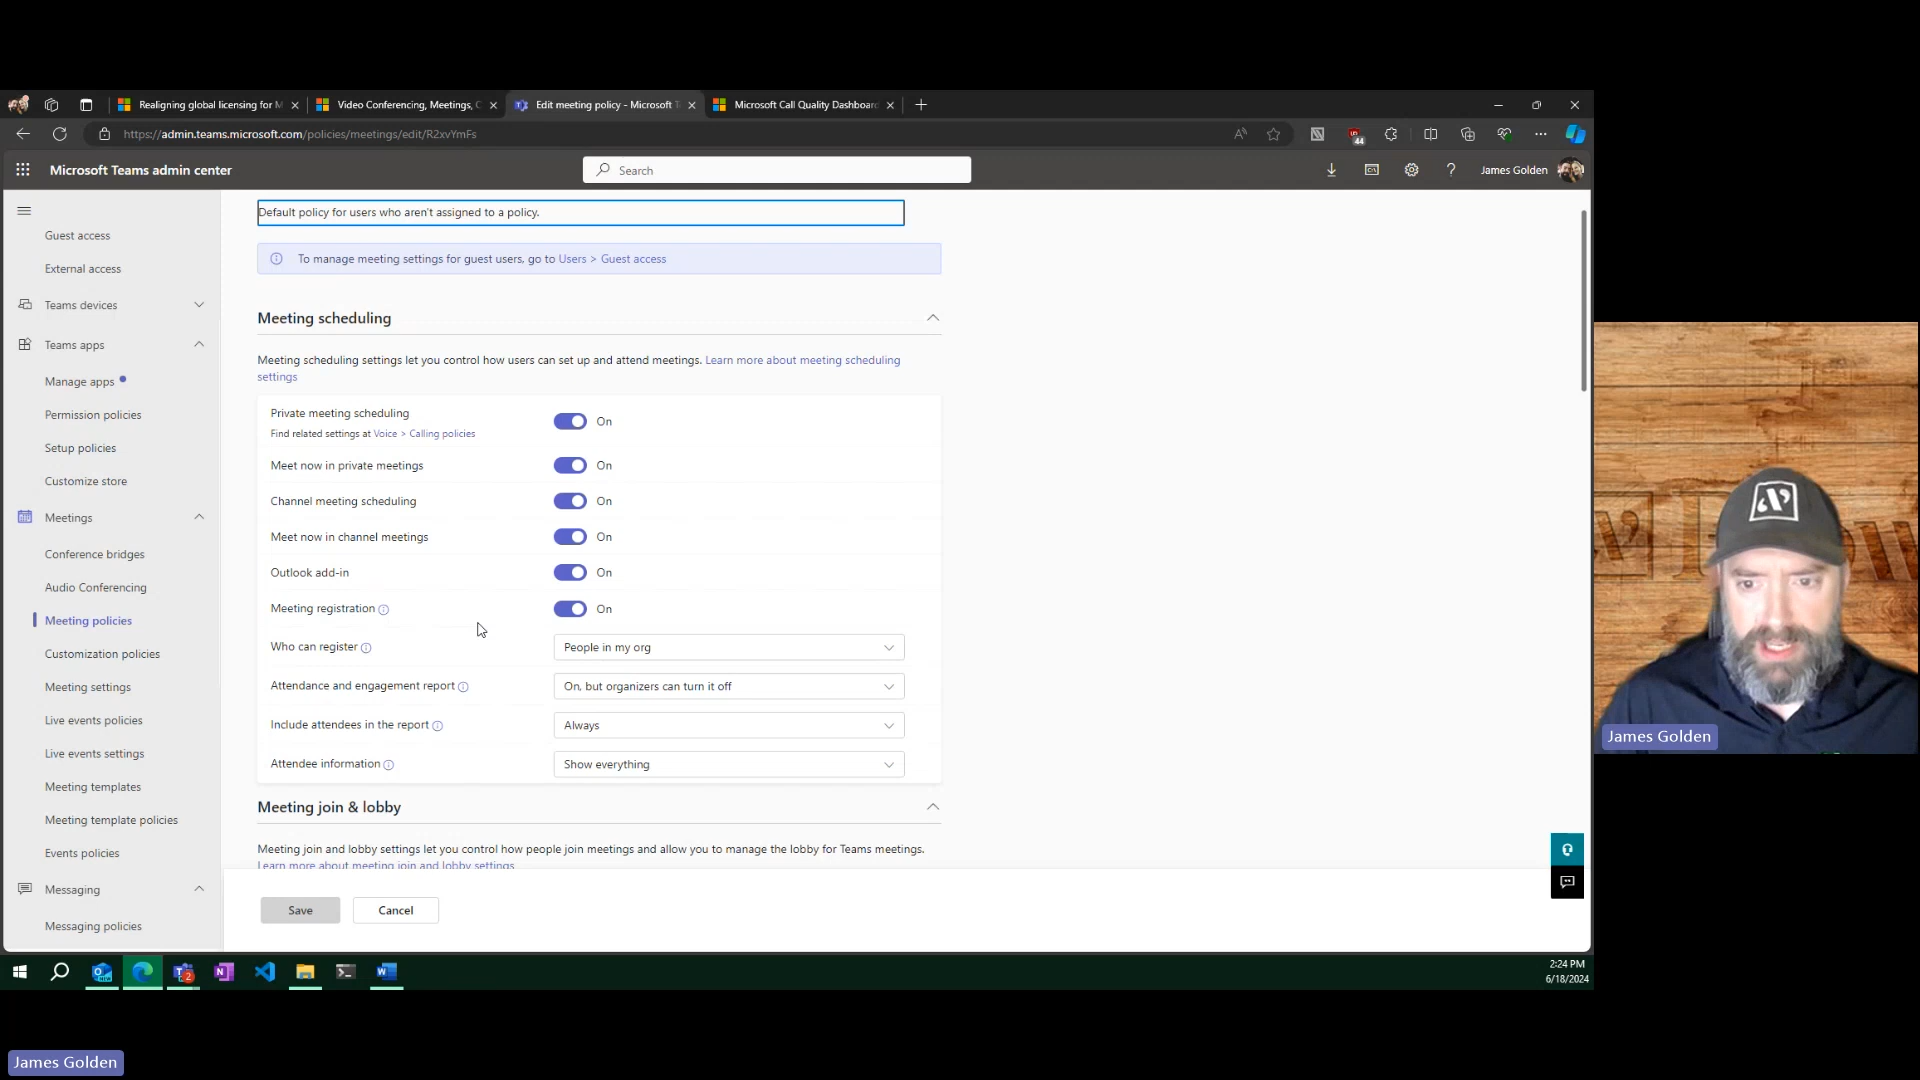 Realigning global licensing for M
Video Conferencing, Meetings, C
Edit meeting policy - Microsoft T
Microsoft Call Quality Dashboard
https://admin.teams.microsoft.com/policies/meetings/edit/R2xvYmFs
44
Microsoft Teams admin center
Search
James Golden
Guest access
External access
Teams devices
Teams apps
Manage apps
Permission policies
Setup policies
Customize store
Meetings
Conference bridges
Audio Conferencing
Meeting policies
Customization policies
Meeting settings
Live events policies
Live events settings
Meeting templates
Meeting template policies
Events policies
Messaging
Messaging policies
Default policy for users who aren't assigned to a policy.
To manage meeting settings for guest users, go to Users > Guest access
Meeting scheduling
Meeting scheduling settings let you control how users can set up and attend meetings. Learn more about meeting scheduling
settings
Private meeting scheduling
On
Find related settings at Voice > Calling policies
Meet now in private meetings
On
Channel meeting scheduling
On
Meet now in channel meetings
On
Outlook add-in
On
Meeting registration
On
Who can register
People in my org
Attendance and engagement report
On, but organizers can turn it off
Include attendees in the report
Always
Attendee information
Show everything
Meeting join & lobby
Meeting join and lobby settings let you control how people join meetings and allow you to manage the lobby for Teams meetings.
Learn more about meeting join and lobby settings
Save
Cancel
2
2:24 PM
6/18/2024
James Golden
James Golden